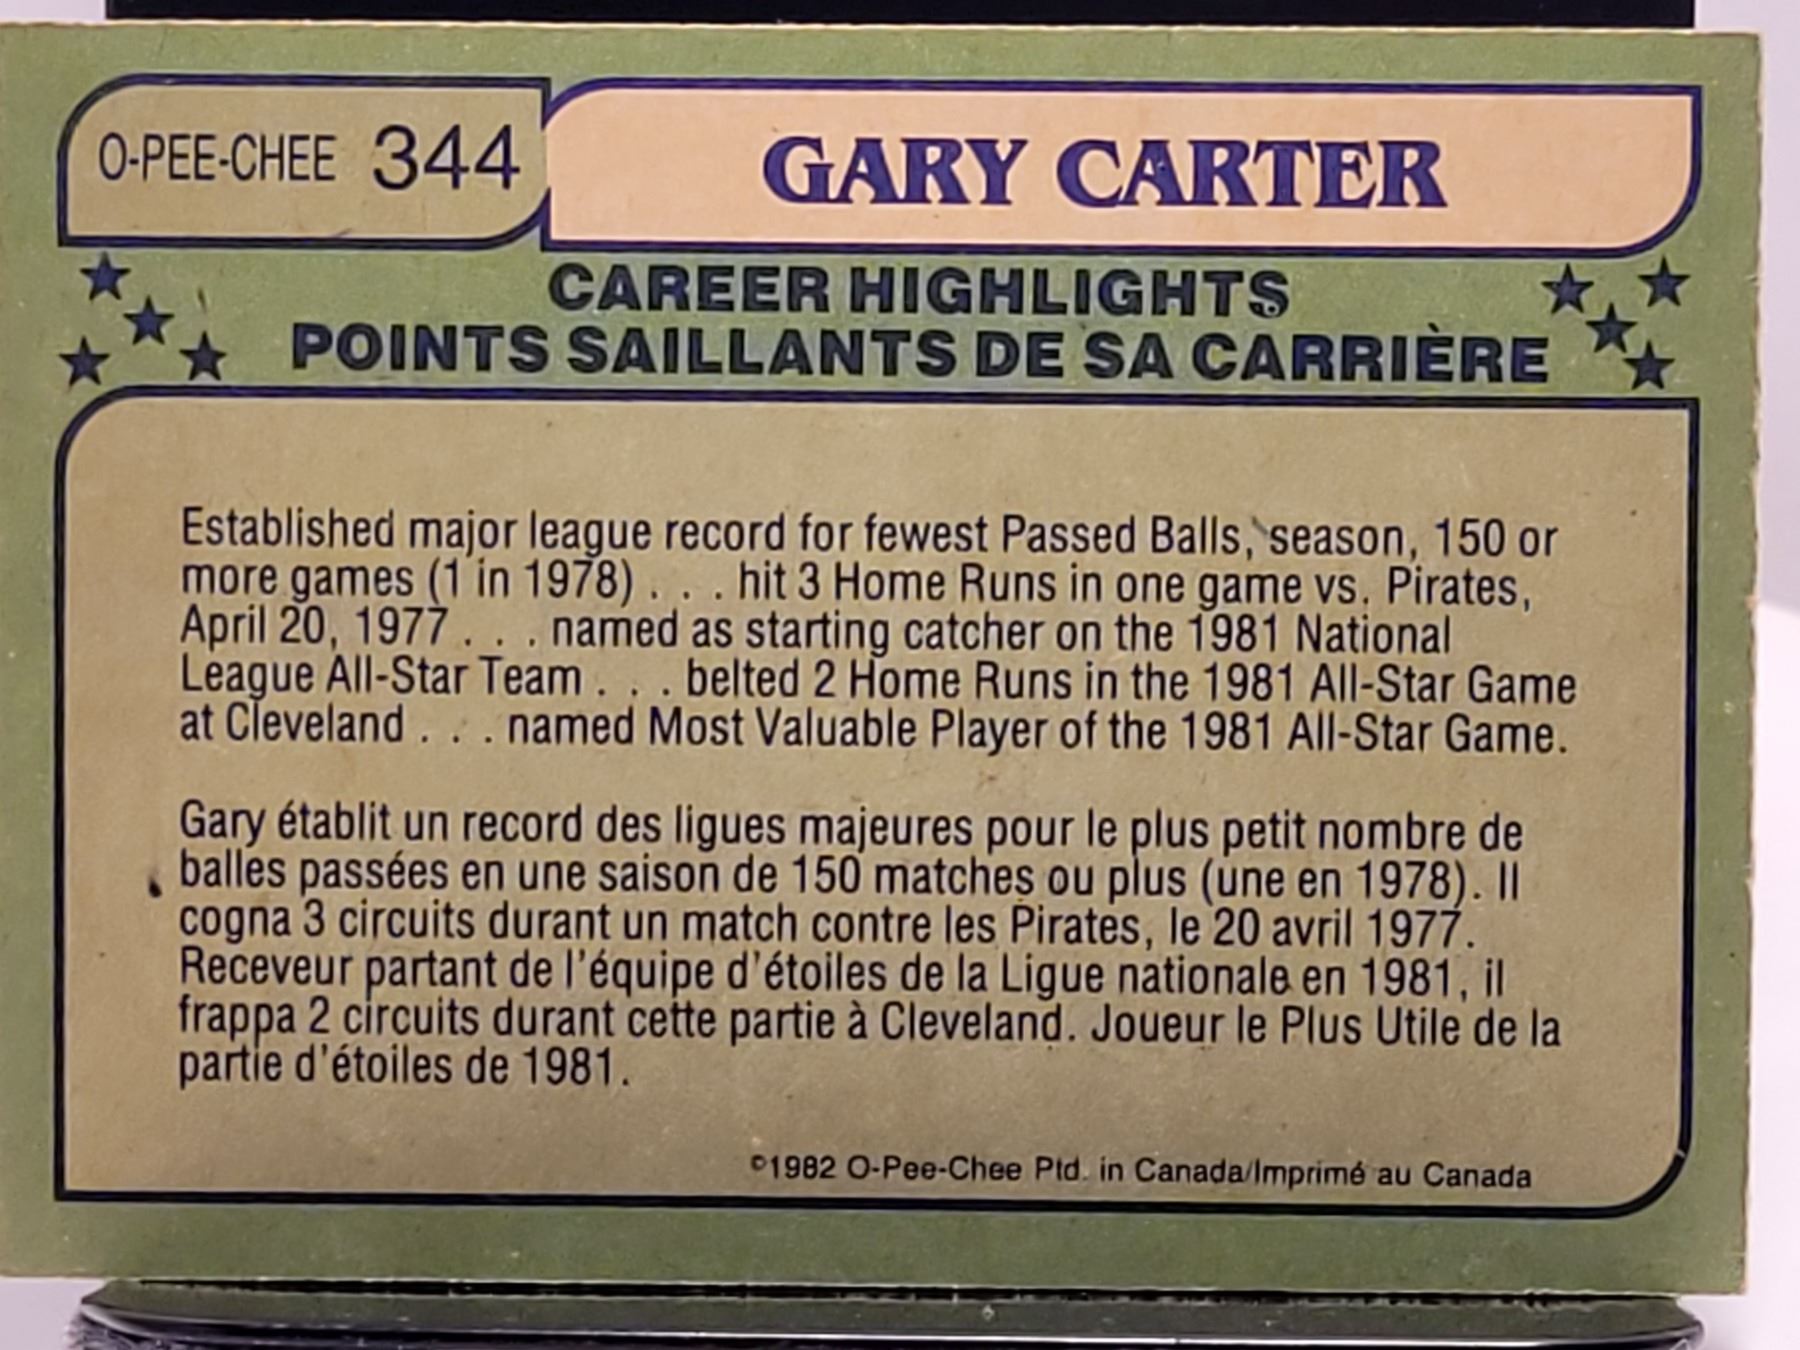 O-PEE-CHEE 344 GARY CARTER
CAREER HIGHLIGHTS
POINTS SAILLANTS DE SA CARRIÈRE
Established major league record for fewest Passed Balls, season, 150 or
more games (1 in 1978) . . . hit 3 Home Runs in one game vs. Pirates,
April 20, 1977 . . . named as starting catcher on the 1981 National
League All-Star Team . . . belted 2 Home Runs in the 1981 All-Star Game
at Cleveland . . . named Most Valuable Player of the 1981 All-Star Game.
Gary établit un record des ligues majeures pour le plus petit nombre de
balles passées en une saison de 150 matches ou plus (une en 1978). Il
cogna 3 circuits durant un match contre les Pirates, le 20 avril 1977.
Receveur partant de l'équipe d'étoiles de la Ligue nationale en 1981, il
frappa 2 circuits durant cette partie à Cleveland. Joueur le Plus Utile de la
partie d'étoiles de 1981.
©1982 O-Pee-Chee Ptd. in Canada/Imprimé au Canada